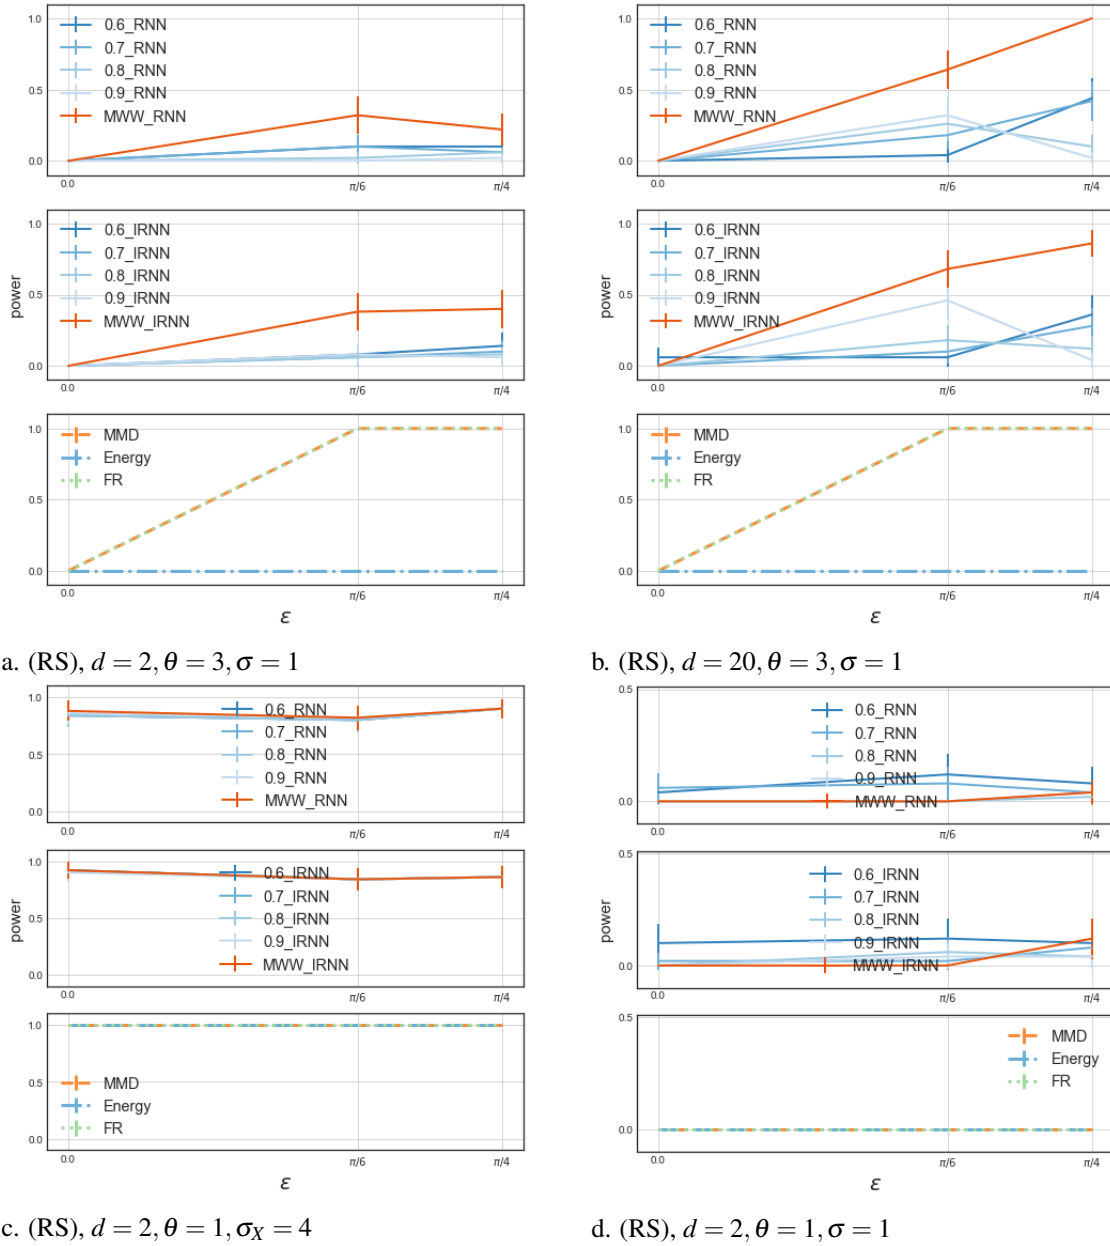 1.0
0.5
0.0
0.6_RNN
0.7_RNN
0.8_RNN
0.9_RNN
MWW_RNN
0.0
π/6
π/4
1.0
0.5
0.0
power
0.6_IRNN
0.7_IRNN
0.8_IRNN
0.9_IRNN
MWW_IRNN
0.0
π/6
π/4
1.0
0.5
0.0
MMD
Energy
FR
0.0
π/6
π/4
ε
a. (RS), d = 2, θ = 3, σ = 1
1.0
0.5
0.0
0.6_RNN
0.7_RNN
0.8_RNN
0.9_RNN
MWW_RNN
0.0
π/6
π/4
1.0
0.5
0.0
power
0.6_IRNN
0.7_IRNN
0.8_IRNN
0.9_IRNN
MWW_IRNN
0.0
π/6
π/4
1.0
0.5
0.0
MMD
Energy
FR
0.0
π/6
π/4
ε
b. (RS), d = 20, θ = 3, σ = 1
1.0
0.5
0.0
0.6_RNN
0.7_RNN
0.8_RNN
0.9_RNN
MWW_RNN
0.0
π/6
π/4
1.0
0.5
0.0
power
0.6_IRNN
0.7_IRNN
0.8_IRNN
0.9_IRNN
MWW_IRNN
0.0
π/6
π/4
1.0
0.5
0.0
MMD
Energy
FR
0.0
π/6
π/4
ε
c. (RS), d = 2, θ = 1, σX = 4
0.5
0.0
0.6_RNN
0.7_RNN
0.8_RNN
0.9_RNN
MWW_RNN
0.0
π/6
π/4
0.5
0.0
power
0.6_IRNN
0.7_IRNN
0.8_IRNN
0.9_IRNN
MWW_IRNN
0.0
π/6
π/4
0.5
0.0
MMD
Energy
FR
0.0
π/6
π/4
ε
d. (RS), d = 2, θ = 1, σ = 1